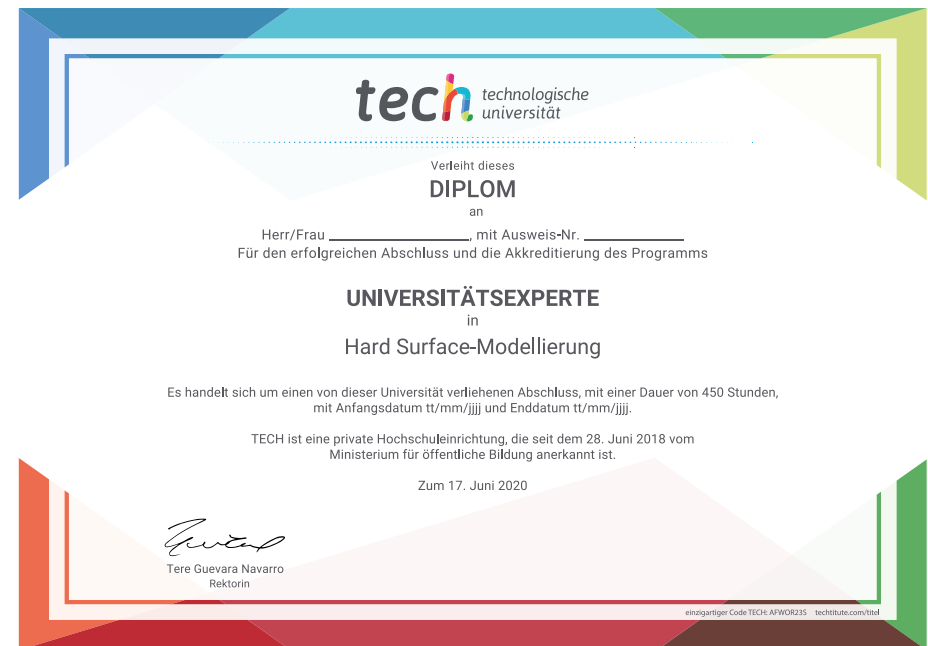 tech technologische
universität
Verleiht dieses
DIPLOM
an
Herr/Frau ____________________, mit Ausweis-Nr. ______________
Für den erfolgreichen Abschluss und die Akkreditierung des Programms
UNIVERSITÄTSEXPERTE
in
Hard Surface-Modellierung
Es handelt sich um einen von dieser Universität verliehenen Abschluss, mit einer Dauer von 450 Stunden,
mit Anfangsdatum tt/mm/jjjj und Enddatum tt/mm/jjjj.
TECH ist eine private Hochschuleinrichtung, die seit dem 28. Juni 2018 vom
Ministerium für öffentliche Bildung anerkannt ist.
Zum 17. Juni 2020
Tere Guevara Navarro
Rektorin
einzigartiger Code TECH: AFWOR23S techtitute.com/titel